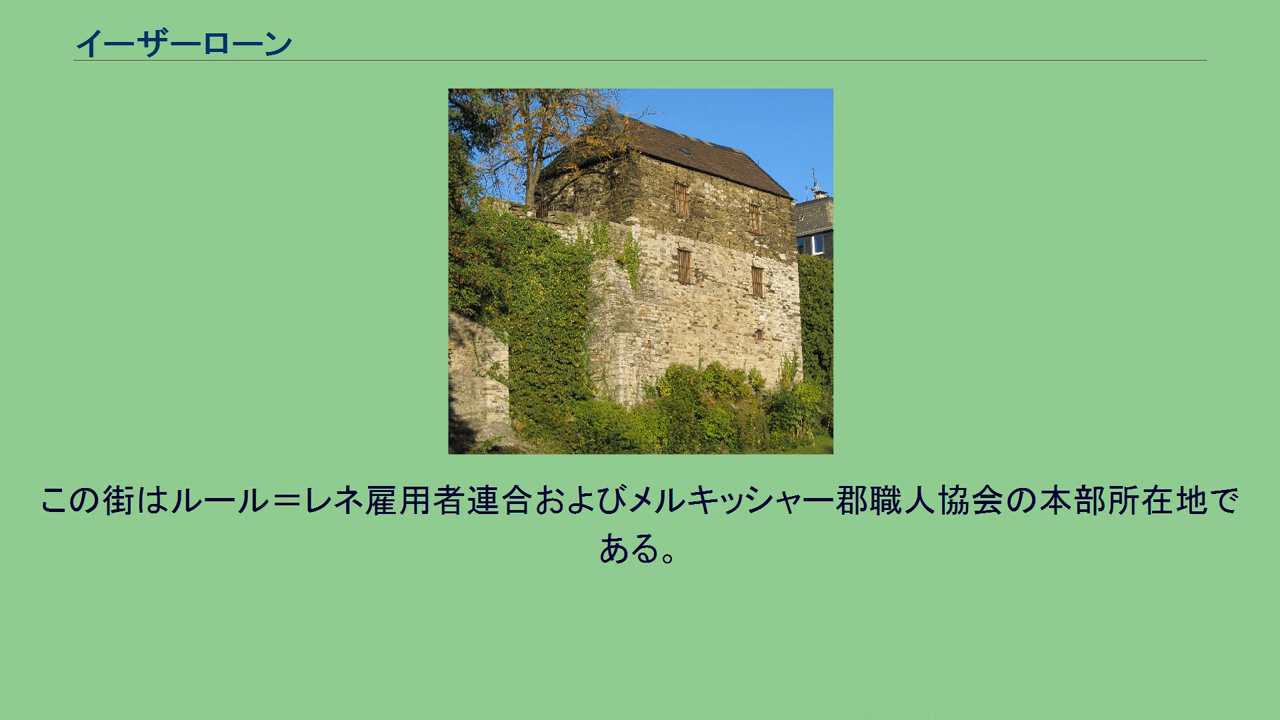 イーザーローン
この街はルール＝レネ雇用者連合およびメルキッシャー郡職人協会の本部所在地で
ある。